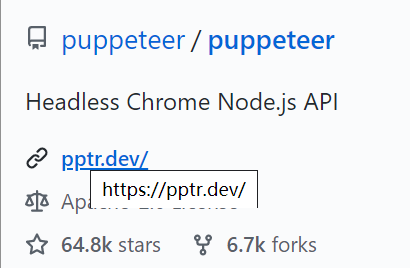 puppeteer / puppeteer
Headless Chrome Node.js API
pptr.dev/
https://pptr.dev/
64.8k stars
6.7k forks